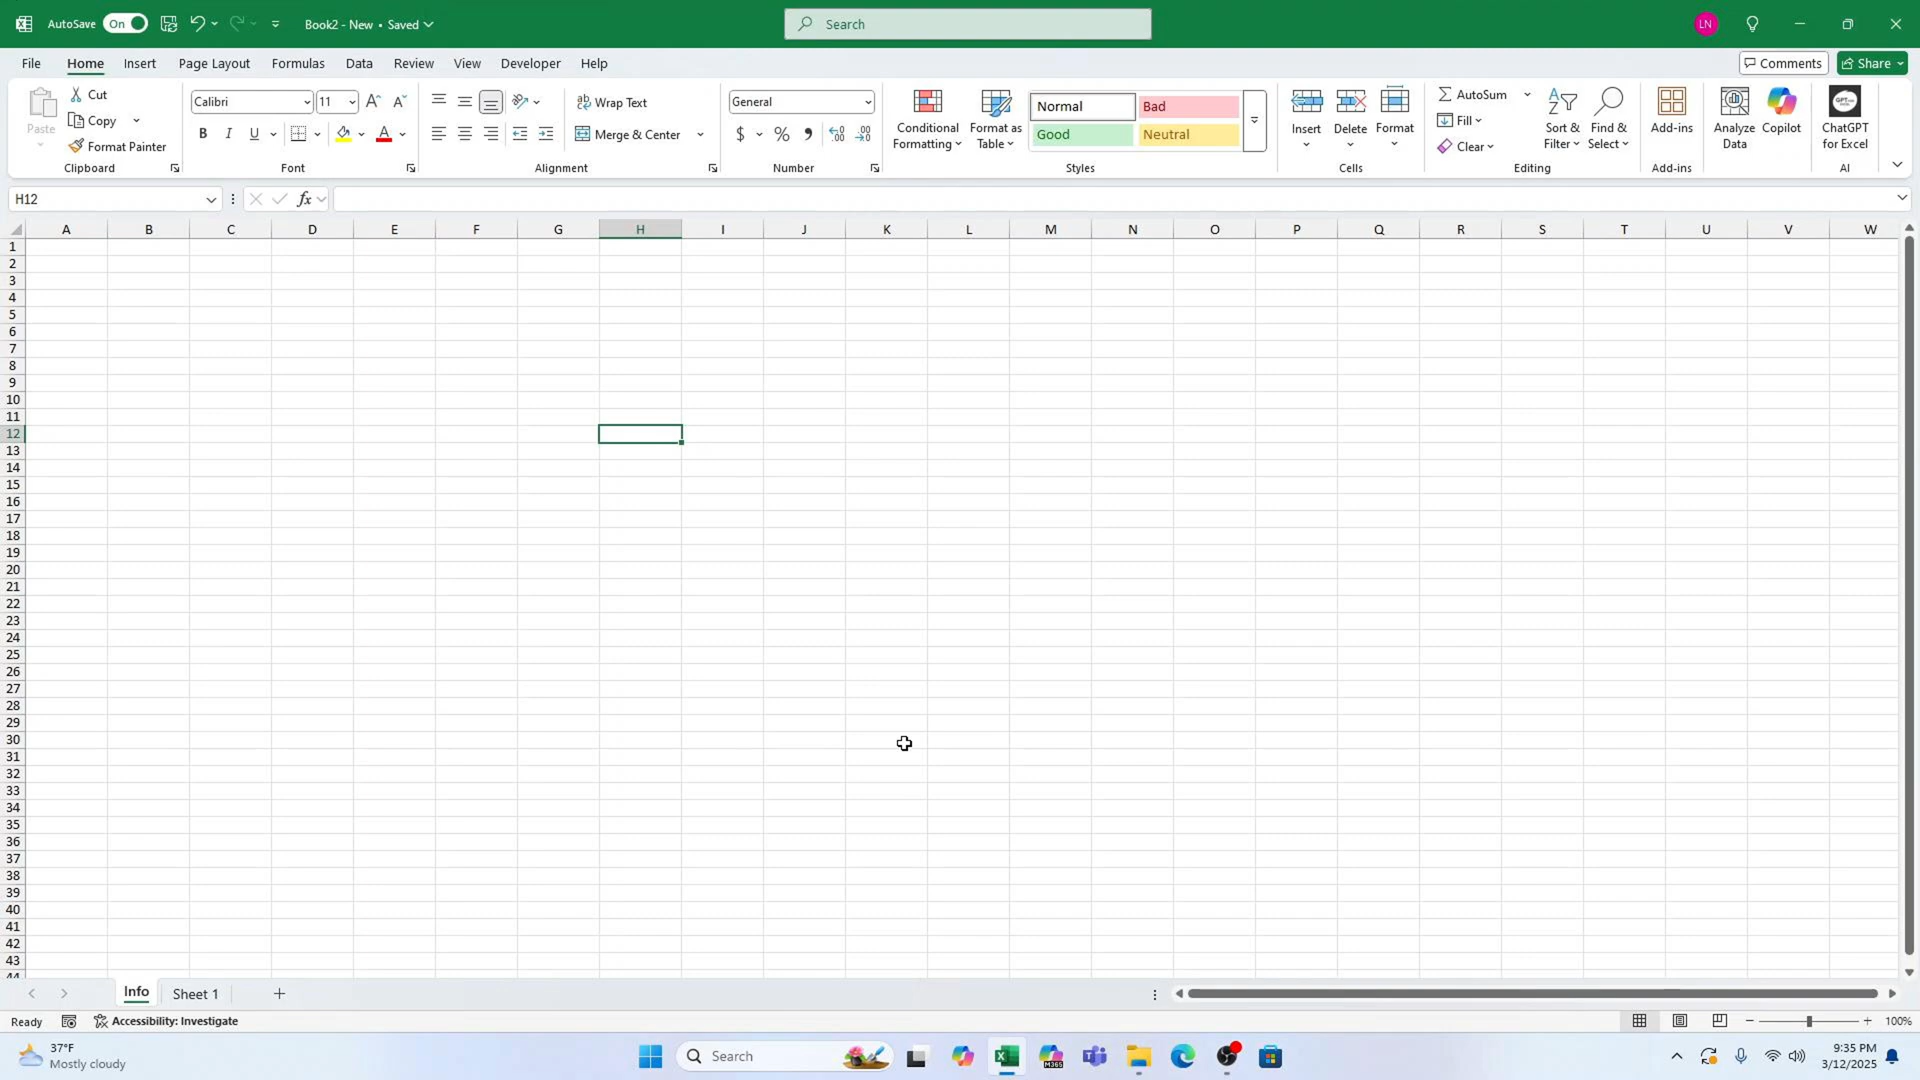 AutoSave On Book2 - New • Saved Search LN
File Home Insert Page Layout Formulas Data Review View Developer Help Comments Share
Paste Cut Copy Format Painter Clipboard
Calibri 11 B I U A Font
Wrap Text Merge & Center Alignment
General $ % Number
Conditional Formatting Format as Table Normal Bad Good Neutral Styles
Insert Delete Format Cells
AutoSum Fill Clear Sort & Filter Find & Select Editing
Add-ins Add-ins
Analyze Data Copilot
ChatGPT for Excel AI
H12 fx
A B C D E F G H I J K L M N O P Q R S T U V W
1
2
3
4
5
6
7
8
9
10
11
12
13
14
15
16
17
18
19
20
21
22
23
24
25
26
27
28
29
30
31
32
33
34
35
36
37
38
39
40
41
42
43
44
Info Sheet 1
Ready Accessibility: Investigate 100%
37°F
Mostly cloudy
Search
M365
9:35 PM
3/12/2025